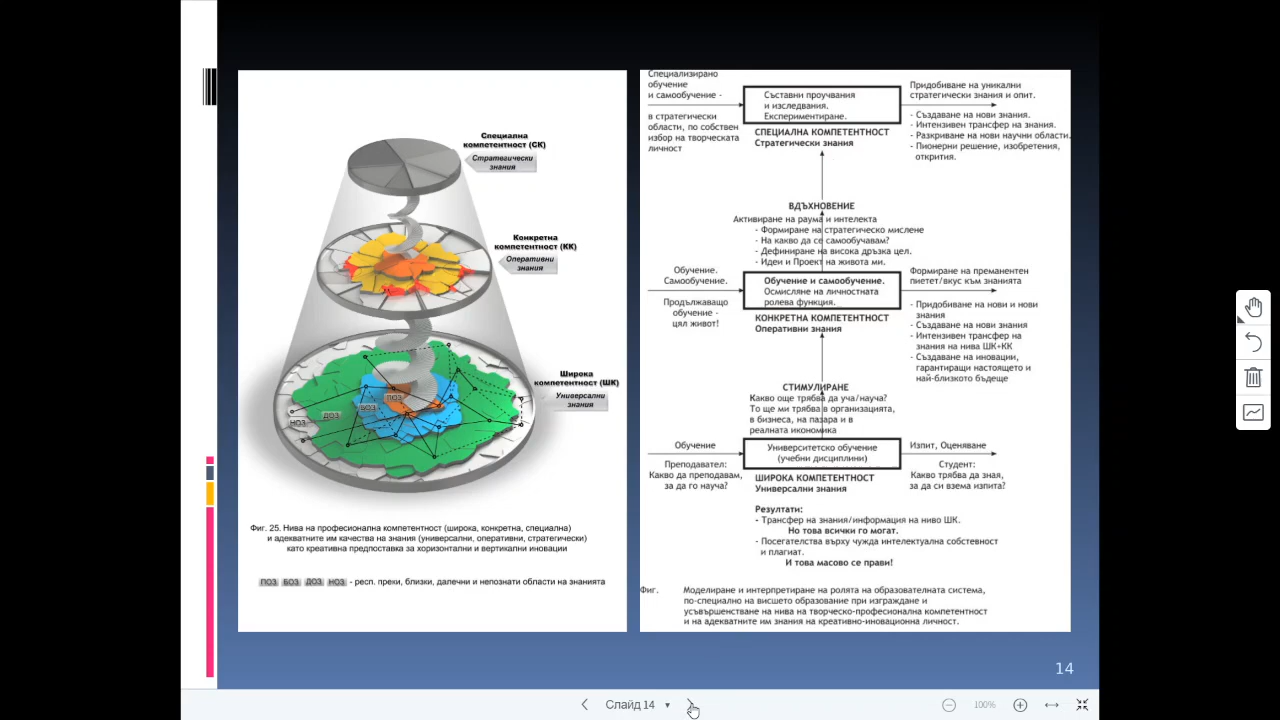 Специална
компетентност (СК)
Стратегически
знания
Конкретна
компетентност (КК)
Оперативни
знания
Широка
компетентност (ШК)
Универсални
знания
ПОЗ
БОЗ
ДОЗ
НОЗ
Фиг. 25. Нива на професионална компетентност (широка, конкретна, специална)
и адекватните им качества на знания (универсални, оперативни, стратегически)
като креативна предпоставка за хоризонтални и вертикални иновации
ПОЗ БОЗ ДОЗ НОЗ - респ. преки, близки, далечни и непознати области на знанията
Специализирано
обучение
и самообучение -
в стратегически
области, по собствен
избор на творческата
личност
Съставни проучвания
и изследвания.
Експериментиране.
СПЕЦИАЛНА КОМПЕТЕНТНОСТ
Стратегически знания
Придобиване на уникални
стратегически знания и опит.
- Създаване на нови знания.
- Интензивен трансфер на знания.
- Разкриване на нови научни области.
- Пионерни решение, изобретения,
открития.
ВДЪХНОВЕНИЕ
Активиране на раума и интелекта
- Формиране на стратегическо мислене
- На какво да се самообучавам?
- Дефиниране на висока дръзка цел.
- Идеи и Проект на живота ми.
Обучение.
Самообучение.
Продължаващо
обучение -
цял живот!
Обучение и самообучение.
Осмисляне на личностната
ролева функция.
КОНКРЕТНА КОМПЕТЕНТНОСТ
Оперативни знания
Формиране на преманентен
пиетет/вкус към знанията
- Придобиване на нови и нови
знания
- Създаване на нови знания
- Интензивен трансфер на
знания на нива ШК+КК
- Създаване на иновации,
гарантиращи настоящето и
най-близкото бъдеще
СТИМУЛИРАНЕ
Какво още трябва да уча/науча?
То ще ми трябва в организацията,
в бизнеса, на пазара и в
реалната икономика
Обучение
Преподавател:
Какво да преподавам,
за да го науча?
Университетско обучение
(учебни дисциплини)
ШИРОКА КОМПЕТЕНТНОСТ
Универсални знания
Изпит, Оценяване
Студент:
Какво трябва да зная,
за да си взема изпита?
Резултати:
- Трансфер на знания/информация на ниво ШК.
Но това всички го могат.
- Посегателства върху чужда интелектуална собстевност
и плагиат.
И това масово се прави!
Фиг. Моделиране и интерпретиране на ролята на образователната система,
по-специално на висшето образование при изграждане и
усъвършенстване на нива на творческо-професионална компетентност
и на адекватните им знания на креативно-иновационна личност.
14
Слайд 14
100%